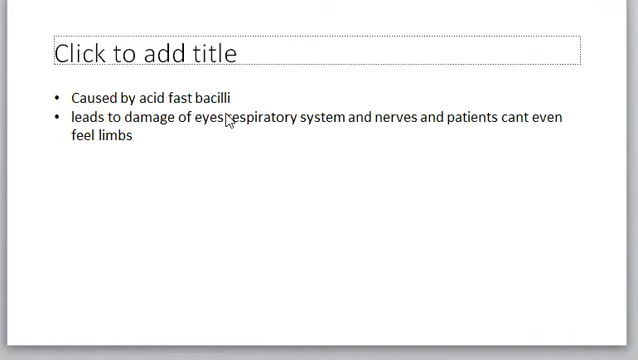 Click to add title
• Caused by acid fast bacilli
• leads to damage of eyes respiratory system and nerves and patients cant even
feel limbs